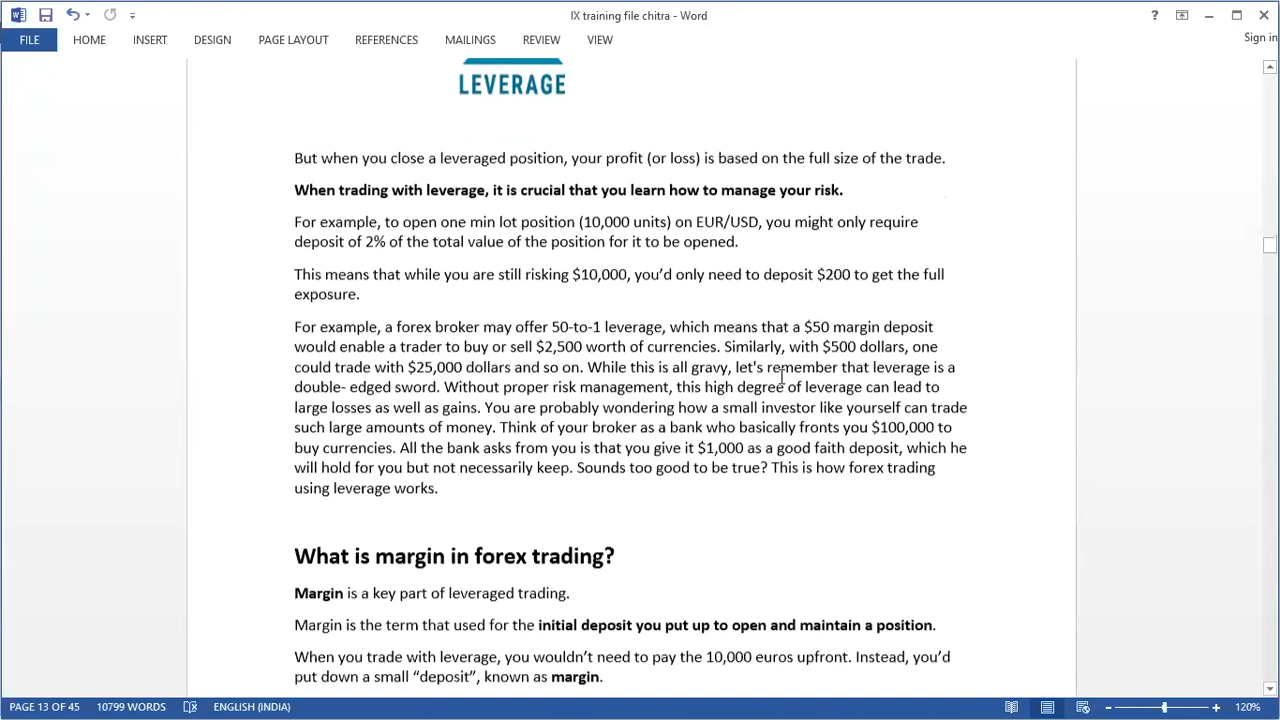 IX training file chitra - Word
?
Sign in
FILE HOME INSERT DESIGN PAGE LAYOUT REFERENCES MAILINGS REVIEW VIEW
LEVERAGE
But when you close a leveraged position, your profit (or loss) is based on the full size of the trade.
When trading with leverage, it is crucial that you learn how to manage your risk.
For example, to open one min lot position (10,000 units) on EUR/USD, you might only require
deposit of 2% of the total value of the position for it to be opened.
This means that while you are still risking $10,000, you’d only need to deposit $200 to get the full
exposure.
For example, a forex broker may offer 50-to-1 leverage, which means that a $50 margin deposit
would enable a trader to buy or sell $2,500 worth of currencies. Similarly, with $500 dollars, one
could trade with $25,000 dollars and so on. While this is all gravy, let's remember that leverage is a
double- edged sword. Without proper risk management, this high degree of leverage can lead to
large losses as well as gains. You are probably wondering how a small investor like yourself can trade
such large amounts of money. Think of your broker as a bank who basically fronts you $100,000 to
buy currencies. All the bank asks from you is that you give it $1,000 as a good faith deposit, which he
will hold for you but not necessarily keep. Sounds too good to be true? This is how forex trading
using leverage works.
What is margin in forex trading?
Margin is a key part of leveraged trading.
Margin is the term that used for the initial deposit you put up to open and maintain a position.
When you trade with leverage, you wouldn’t need to pay the 10,000 euros upfront. Instead, you’d
put down a small “deposit”, known as margin.
PAGE 13 OF 45 10799 WORDS ENGLISH (INDIA) 120%